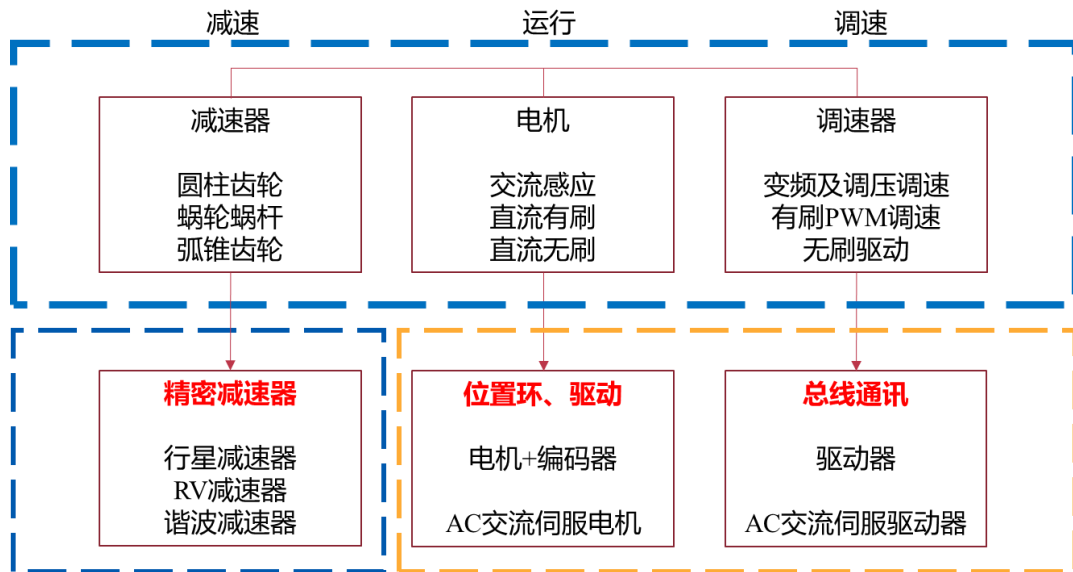 减速
运行
调速
减速器
圆柱齿轮
蜗轮蜗杆
弧锥齿轮
电机
交流感应
直流有刷
直流无刷
调速器
变频及调压调速
有刷PWM调速
无刷驱动
精密减速器
行星减速器
RV减速器
谐波减速器
位置环、驱动
电机+编码器
AC交流伺服电机
总线通讯
驱动器
AC交流伺服驱动器